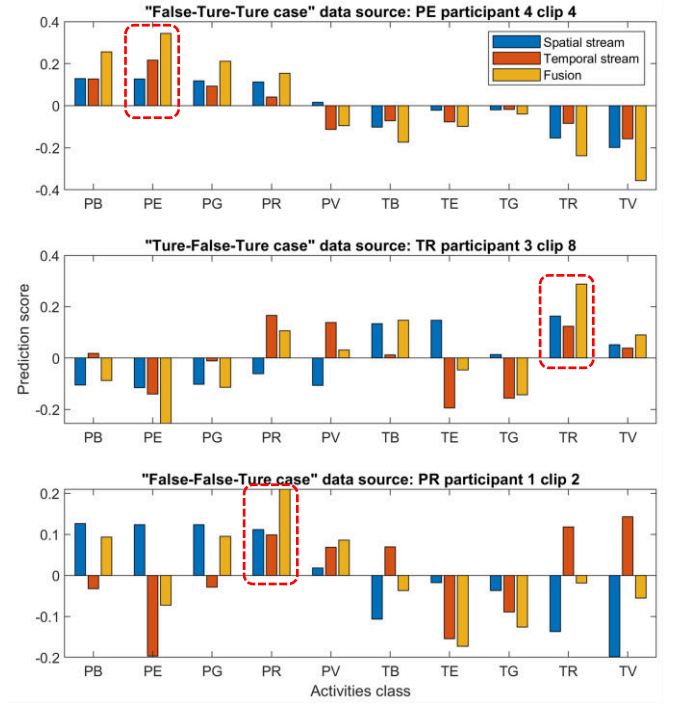 "False-Ture-Ture case" data source: PE participant 4 clip 4
0.4
0.2
0
-0.2
-0.4
Spatial stream
Temporal stream
Fusion
PB PE PG PR PV TB TE TG TR TV
"Ture-False-Ture case" data source: TR participant 3 clip 8
0.4
0.2
0
-0.2
Prediction score
PB PE PG PR PV TB TE TG TR TV
"False-False-Ture case" data source: PR participant 1 clip 2
0.2
0.1
0
-0.1
-0.2
PB PE PG PR PV TB TE TG TR TV
Activities class